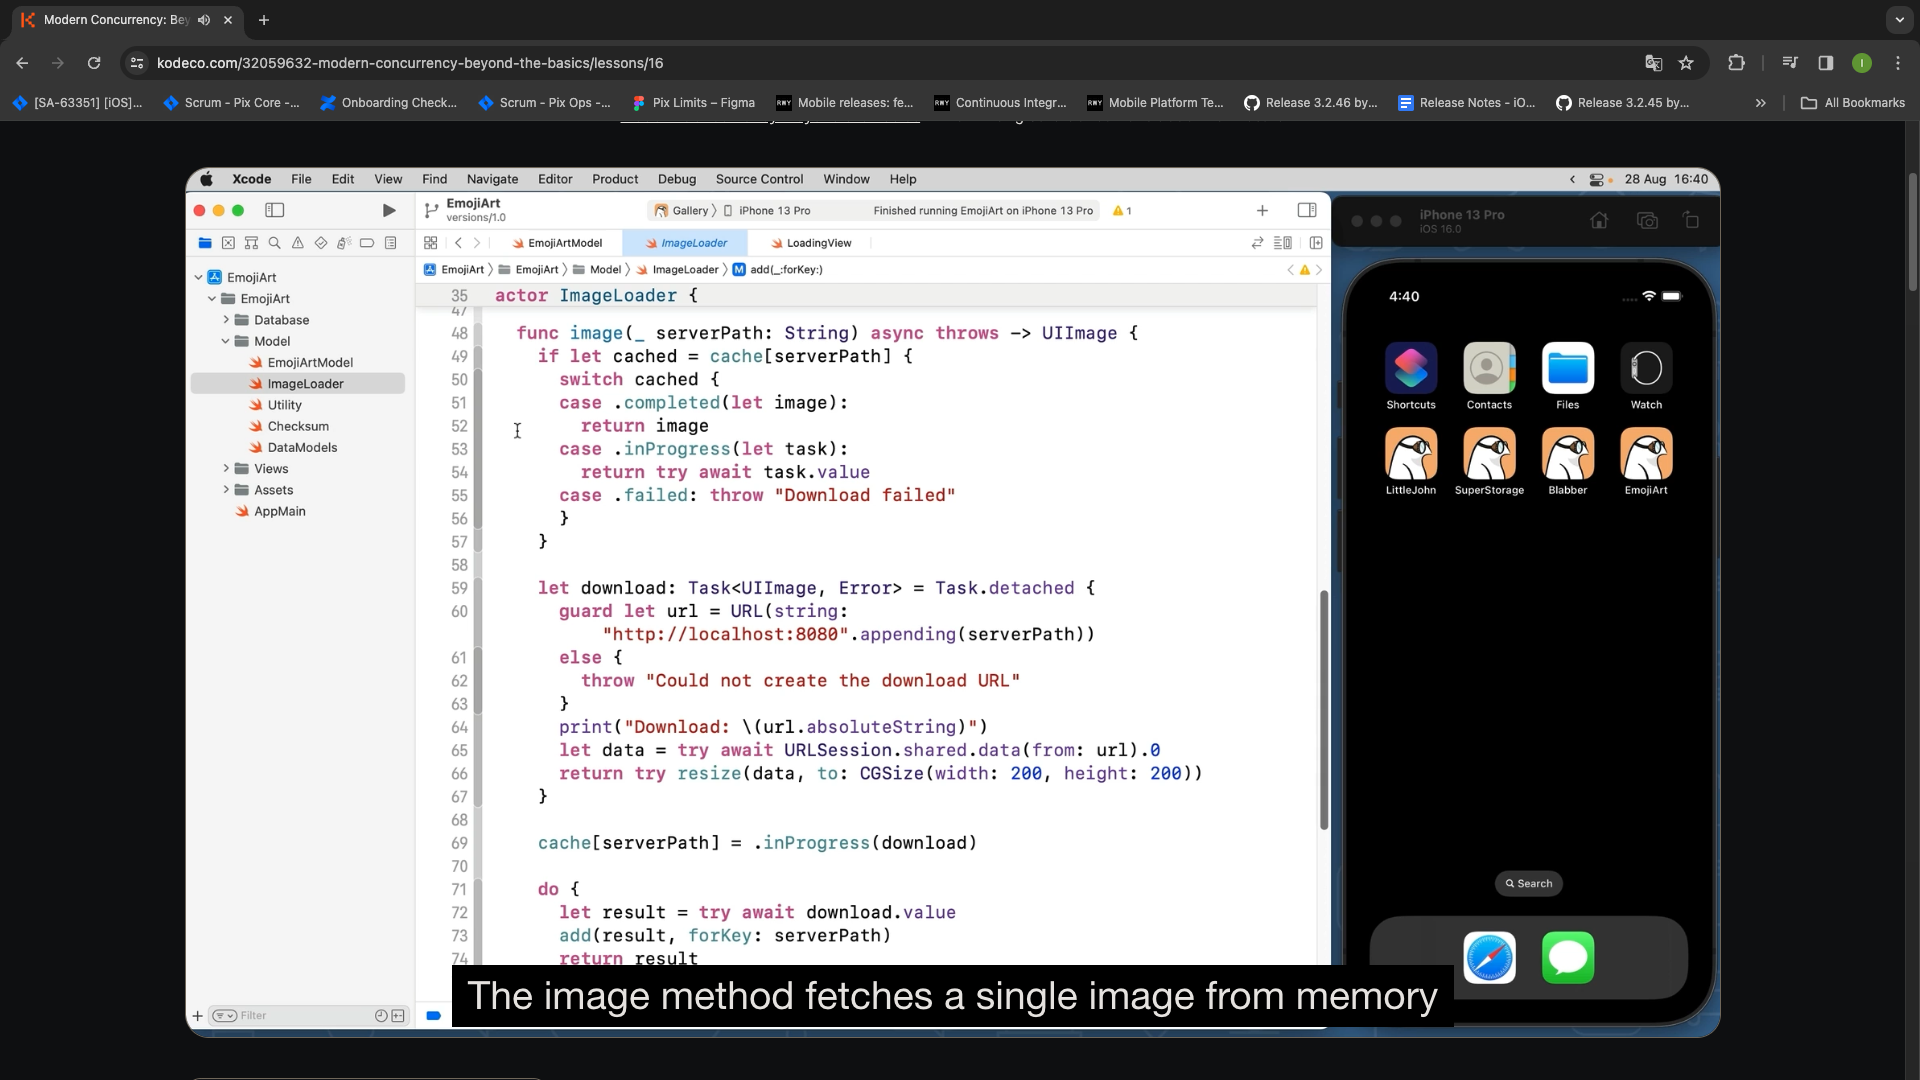 Modern Concurrency: Bey
kodeco.com/32059632-modern-concurrency-beyond-the-basics/lessons/16
I
[SA-63351] [iOS]...
Scrum - Pix Core -...
Onboarding Check...
Scrum - Pix Ops -...
Pix Limits – Figma
Mobile releases: fe...
Continuous Integr...
Mobile Platform Te...
Release 3.2.46 by...
Release Notes - iO...
Release 3.2.45 by...
All Bookmarks
Xcode File Edit View Find Navigate Editor Product Debug Source Control Window Help
28 Aug 16:40
EmojiArt
versions/1.0
Gallery
iPhone 13 Pro
Finished running EmojiArt on iPhone 13 Pro
1
EmojiArtModel
ImageLoader
LoadingView
EmojiArt
EmojiArt
Model
ImageLoader
M add(_:forKey:)
EmojiArt
EmojiArt
Database
Model
EmojiArtModel
ImageLoader
Utility
Checksum
DataModels
Views
Assets
AppMain
Filter
35 actor ImageLoader {
47
48 func image(_ serverPath: String) async throws -> UIImage {
49 if let cached = cache[serverPath] {
50 switch cached {
51 case .completed(let image):
52 return image
53 case .inProgress(let task):
54 return try await task.value
55 case .failed: throw "Download failed"
56 }
57 }
58
59 let download: Task<UIImage, Error> = Task.detached {
60 guard let url = URL(string:
"http://localhost:8080".appending(serverPath))
61 else {
62 throw "Could not create the download URL"
63 }
64 print("Download: \(url.absoluteString)")
65 let data = try await URLSession.shared.data(from: url).0
66 return try resize(data, to: CGSize(width: 200, height: 200))
67 }
68
69 cache[serverPath] = .inProgress(download)
70
71 do {
72 let result = try await download.value
73 add(result, forKey: serverPath)
74 return result
The image method fetches a single image from memory
iPhone 13 Pro
iOS 16.0
4:40
Shortcuts
Contacts
Files
Watch
LittleJohn
SuperStorage
Blabber
EmojiArt
Search